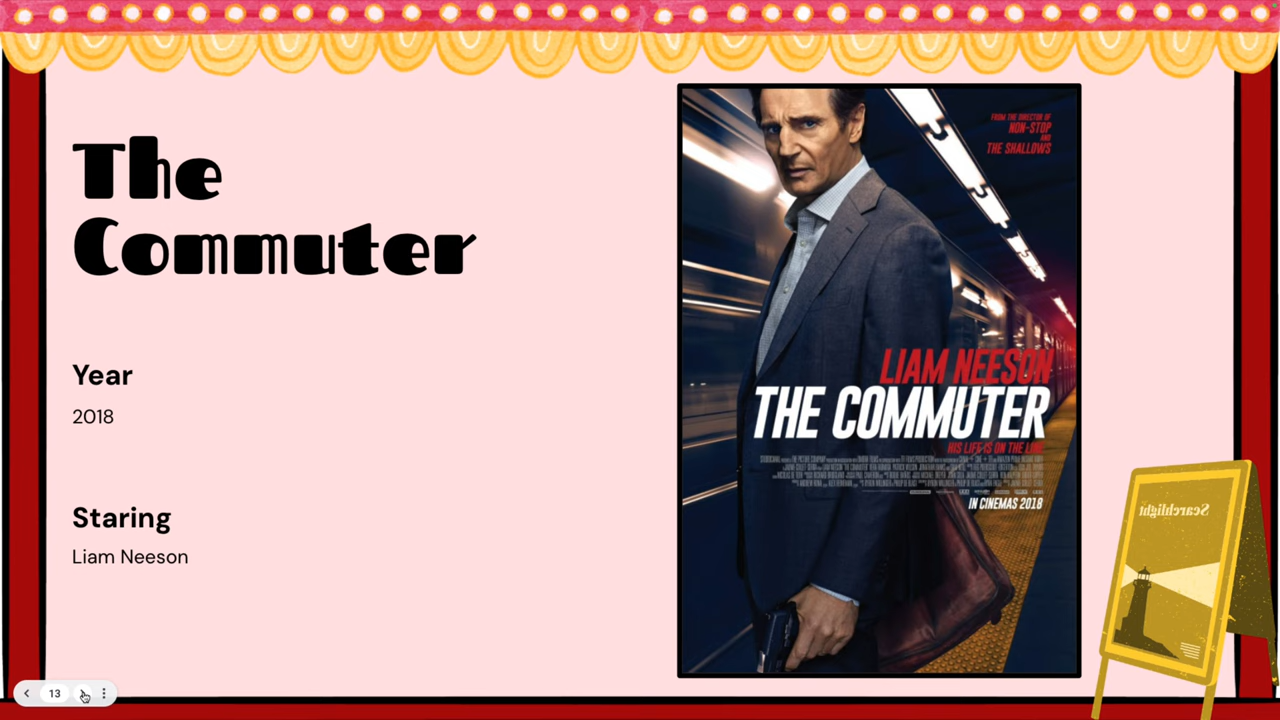 The
Commuter
Year
2018
Staring
Liam Neeson
FROM THE DIRECTOR OF
NON-STOP
AND
THE SHALLOWS
LIAM NEESON
THE COMMUTER
HIS LIFE IS ON THE LINE
IN CINEMAS 2018
Searchlight
13